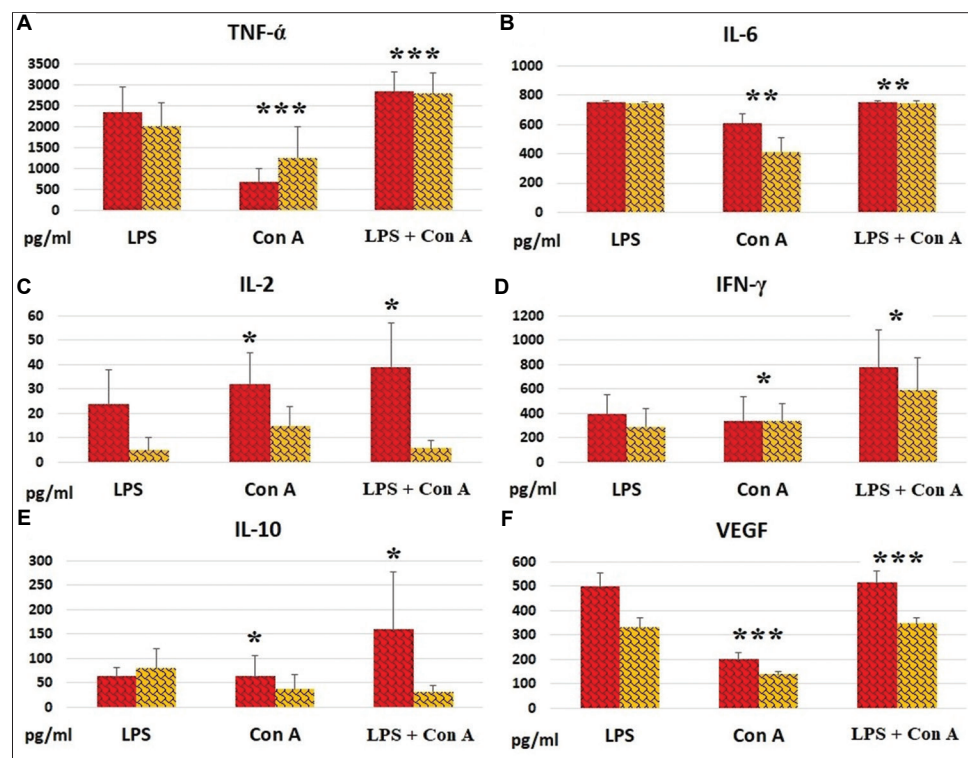 A
TNF-ά
3500
3000
2500
2000
1500
1000
500
0
***
***
pg/ml
LPS
Con A
LPS + Con A
B
IL-6
1000
800
600
400
200
0
**
**
pg/ml
LPS
Con A
LPS + Con A
C
IL-2
60
50
40
30
20
10
0
*
*
pg/ml
LPS
Con A
LPS + Con A
D
IFN-γ
1200
1000
800
600
400
200
0
*
*
pg/ml
LPS
Con A
LPS + Con A
E
IL-10
300
250
200
150
100
50
0
*
*
pg/ml
LPS
Con A
LPS + Con A
F
VEGF
600
500
400
300
200
100
0
***
***
pg/ml
LPS
Con A
LPS + Con A